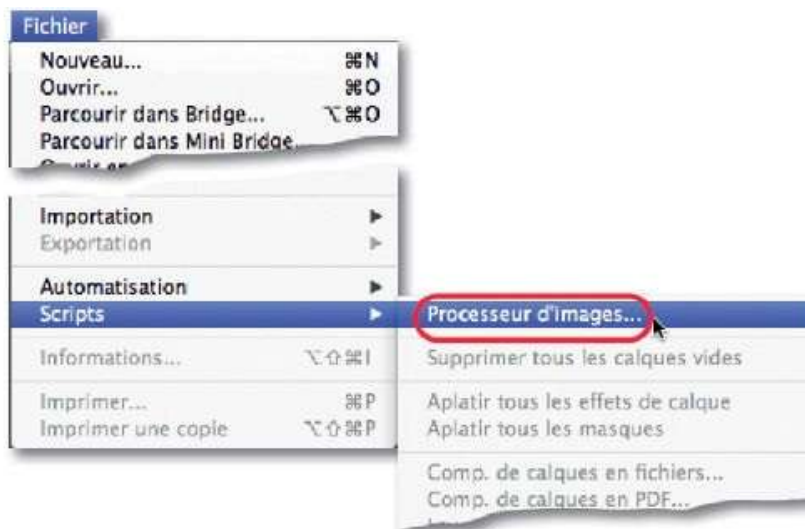 Fichier
Nouveau... ⌘N
Ouvrir... ⌘O
Parcourir dans Bridge... ⌥⌘O
Parcourir dans Mini Bridge
Importation
Exportation
Automatisation
Scripts
Informations... ⌥⇧⌘I
Imprimer... ⌘P
Imprimer une copie ⌥⇧⌘P
Processeur d'images...
Supprimer tous les calques vides
Aplatir tous les effets de calque
Aplatir tous les masques
Comp. de calques en fichiers...
Comp. de calques en PDF...